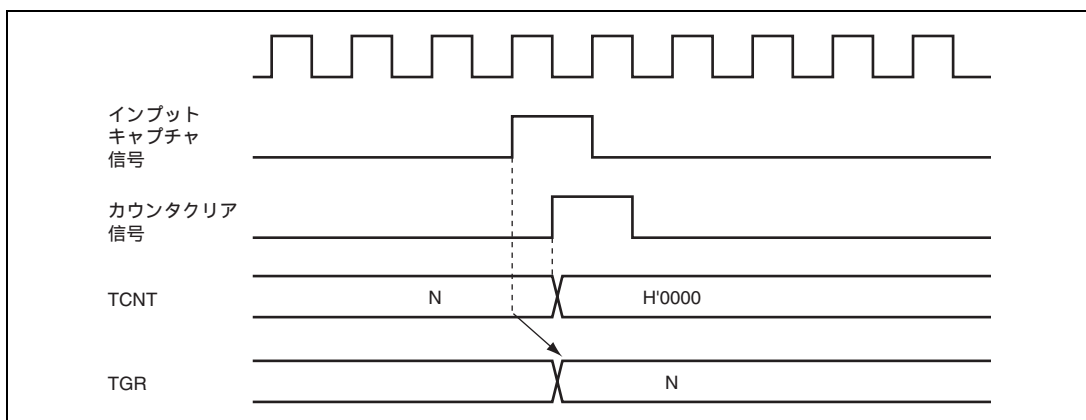 インプット
キャプチャ
信号
カウンタクリア
信号
TCNT
N
H'0000
TGR
N